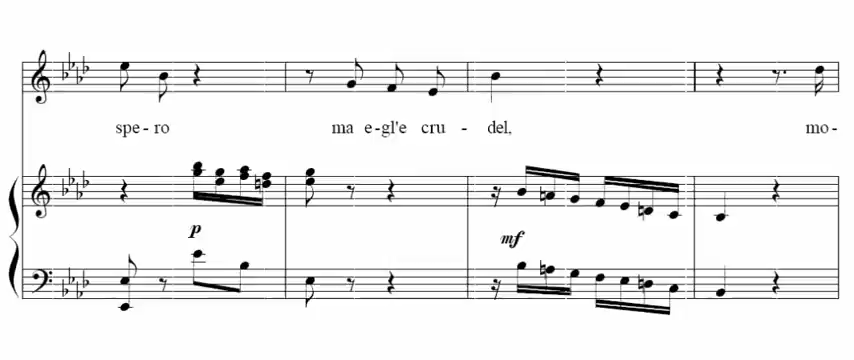 spe - ro ma e - gl'e cru - del, mo -
p
mf